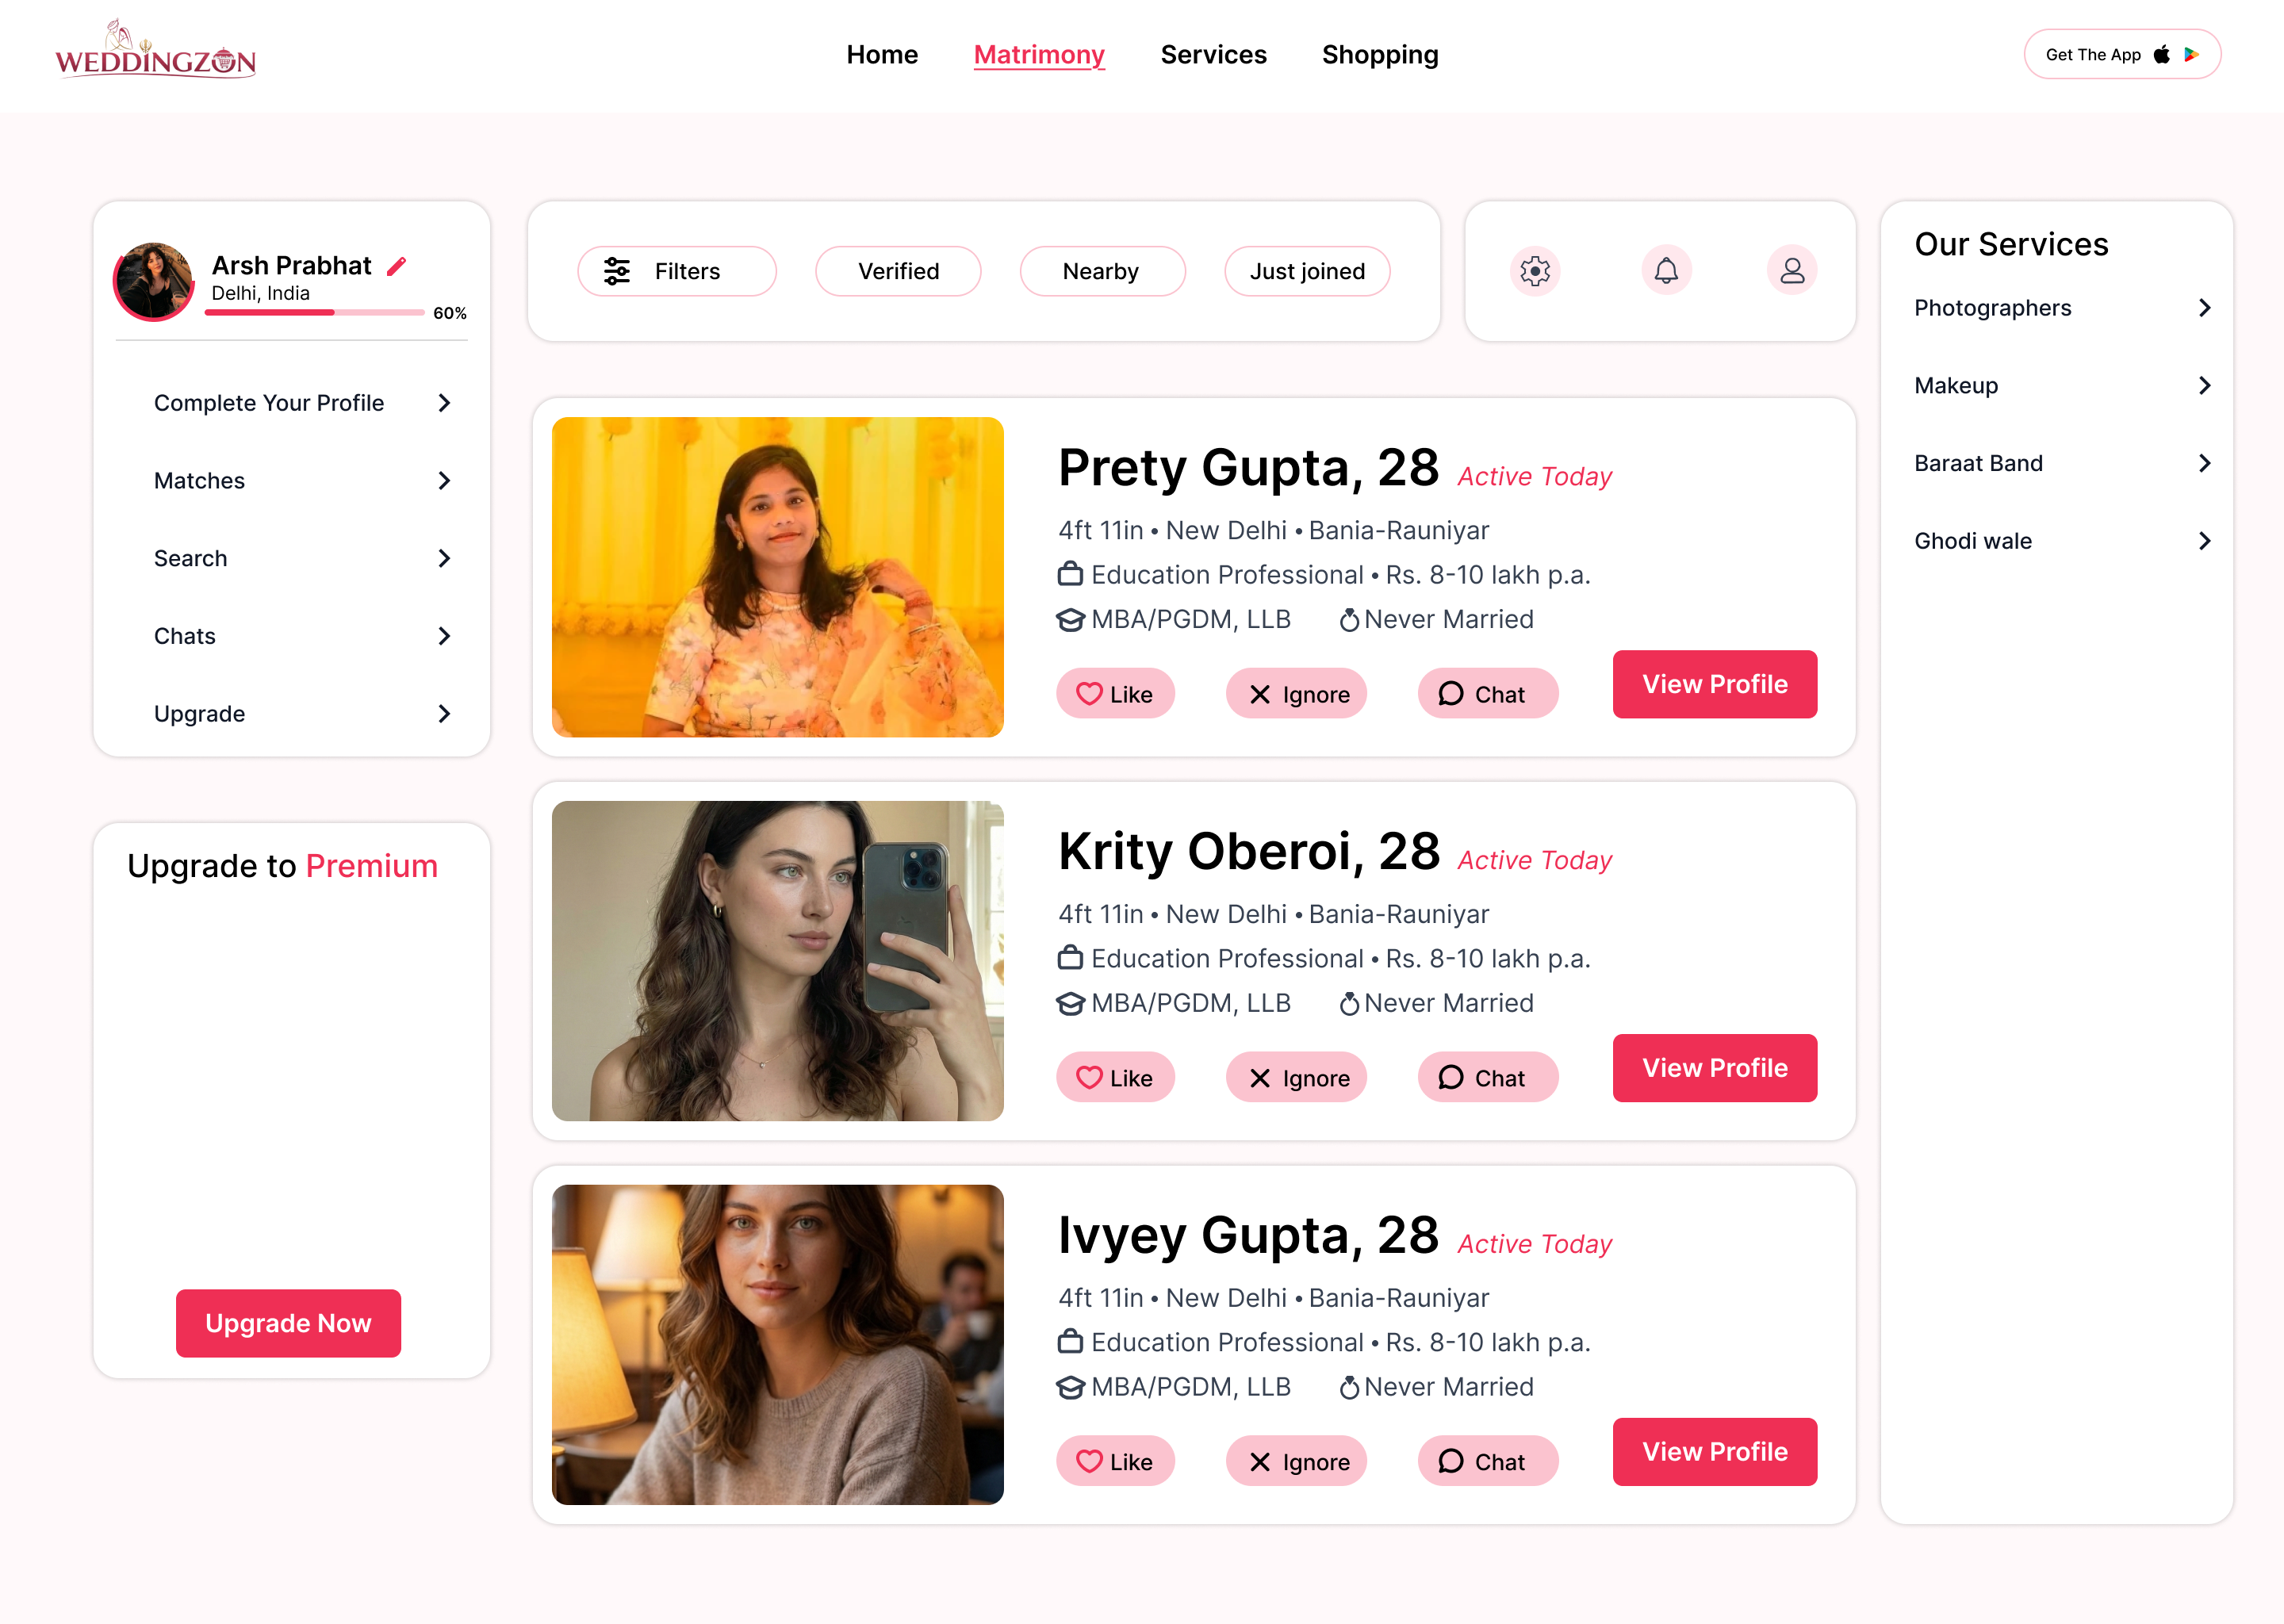 WEDDINGZON
Home
Matrimony
Services
Shopping
Get The App
Arsh Prabhat
Delhi, India
60%
Complete Your Profile
Matches
Search
Chats
Upgrade
Upgrade to Premium
Upgrade Now
Filters
Verified
Nearby
Just joined
Prety Gupta, 28 Active Today
4ft 11in • New Delhi • Bania-Rauniyar
Education Professional • Rs. 8-10 lakh p.a.
MBA/PGDM, LLB Never Married
Like
Ignore
Chat
View Profile
Krity Oberoi, 28 Active Today
4ft 11in • New Delhi • Bania-Rauniyar
Education Professional • Rs. 8-10 lakh p.a.
MBA/PGDM, LLB Never Married
Like
Ignore
Chat
View Profile
Ivyey Gupta, 28 Active Today
4ft 11in • New Delhi • Bania-Rauniyar
Education Professional • Rs. 8-10 lakh p.a.
MBA/PGDM, LLB Never Married
Like
Ignore
Chat
View Profile
Our Services
Photographers
Makeup
Baraat Band
Ghodi wale